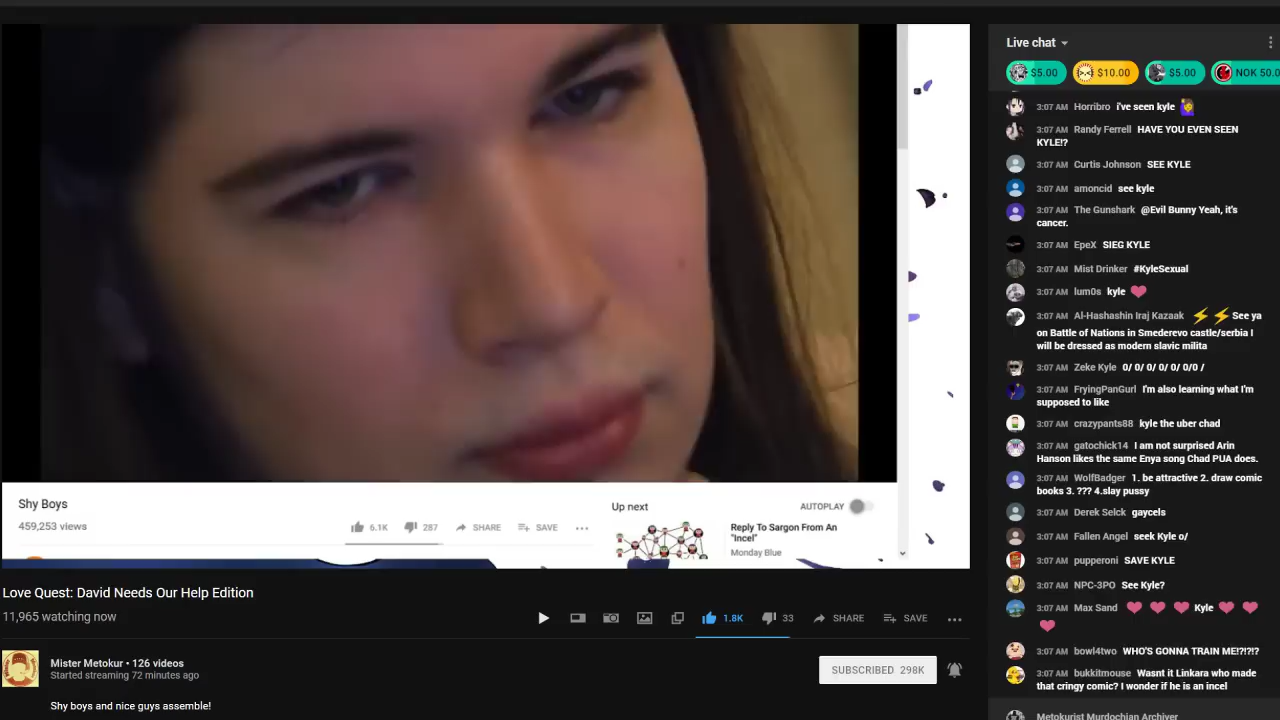 Shy Boys
459,253 views
6.1K
287
SHARE
SAVE
Up next
AUTOPLAY
Reply To Sargon From An
"Incel"
Monday Blue
Love Quest: David Needs Our Help Edition
11,965 watching now
1.8K
33
SHARE
SAVE
Mister Metokur • 126 videos
Started streaming 72 minutes ago
SUBSCRIBED 298K
Shy boys and nice guys assemble!
Live chat
$5.00
$10.00
$5.00
NOK 50.0
3:07 AM Horribro i've seen kyle
3:07 AM Randy Ferrell HAVE YOU EVEN SEEN
KYLE!?
3:07 AM Curtis Johnson SEE KYLE
3:07 AM amoncid see kyle
3:07 AM The Gunshark @Evil Bunny Yeah, it's
cancer.
3:07 AM EpeX SIEG KYLE
3:07 AM Mist Drinker #KyleSexual
3:07 AM lum0s kyle
3:07 AM Al-Hashashin Iraj Kazaak See ya
on Battle of Nations in Smederevo castle/serbia I
will be dressed as modern slavic milita
3:07 AM Zeke Kyle 0/ 0/ 0/ 0/ 0/ 0/0 /
3:07 AM FryingPanGurl I'm also learning what I'm
supposed to like
3:07 AM crazypants88 kyle the uber chad
3:07 AM gatochick14 I am not surprised Arin
Hanson likes the same Enya song Chad PUA does.
3:07 AM WolfBadger 1. be attractive 2. draw comic
books 3. ??? 4.slay pussy
3:07 AM Derek Selck gaycels
3:07 AM Fallen Angel seek Kyle o/
3:07 AM pupperoni SAVE KYLE
3:07 AM NPC-3PO See Kyle?
3:07 AM Max Sand Kyle
3:07 AM bowl4two WHO'S GONNA TRAIN ME!?!?!?
3:07 AM bukkitmouse Wasnt it Linkara who made
that cringy comic? I wonder if he is an incel
Metokurist Murdochian Archiver